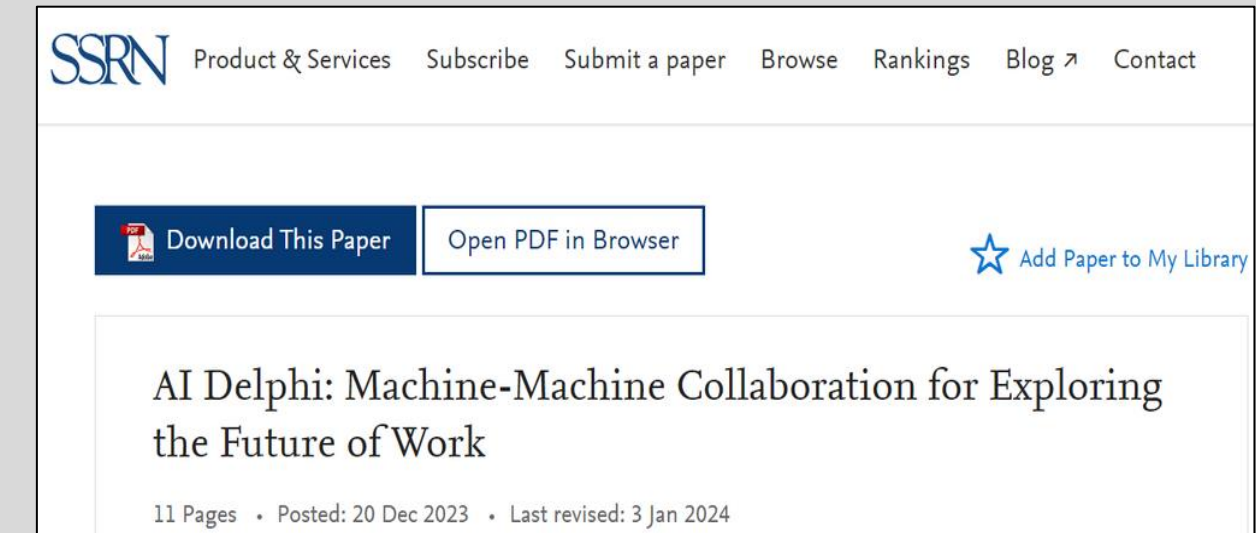 SSRN Product & Services Subscribe Submit a paper Browse Rankings Blog ↗ Contact
PDF Download This Paper Open PDF in Browser
Adobe
Add Paper to My Library
AI Delphi: Machine-Machine Collaboration for Exploring
the Future of Work
11 Pages • Posted: 20 Dec 2023 • Last revised: 3 Jan 2024